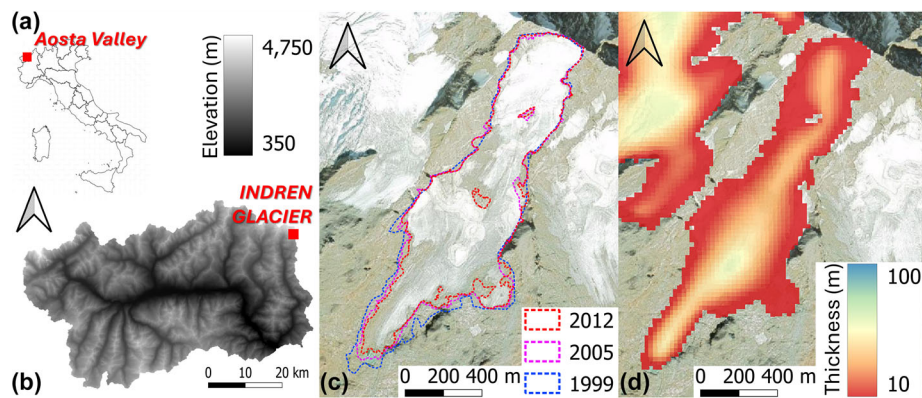 (a)
Aosta Valley
Elevation (m)
4,750
350
INDREN
GLACIER
(b)
0 10 20 km
(c)
2012
2005
1999
0 200 400 m
(d)
0 200 400 m
Thickness (m)
100
10